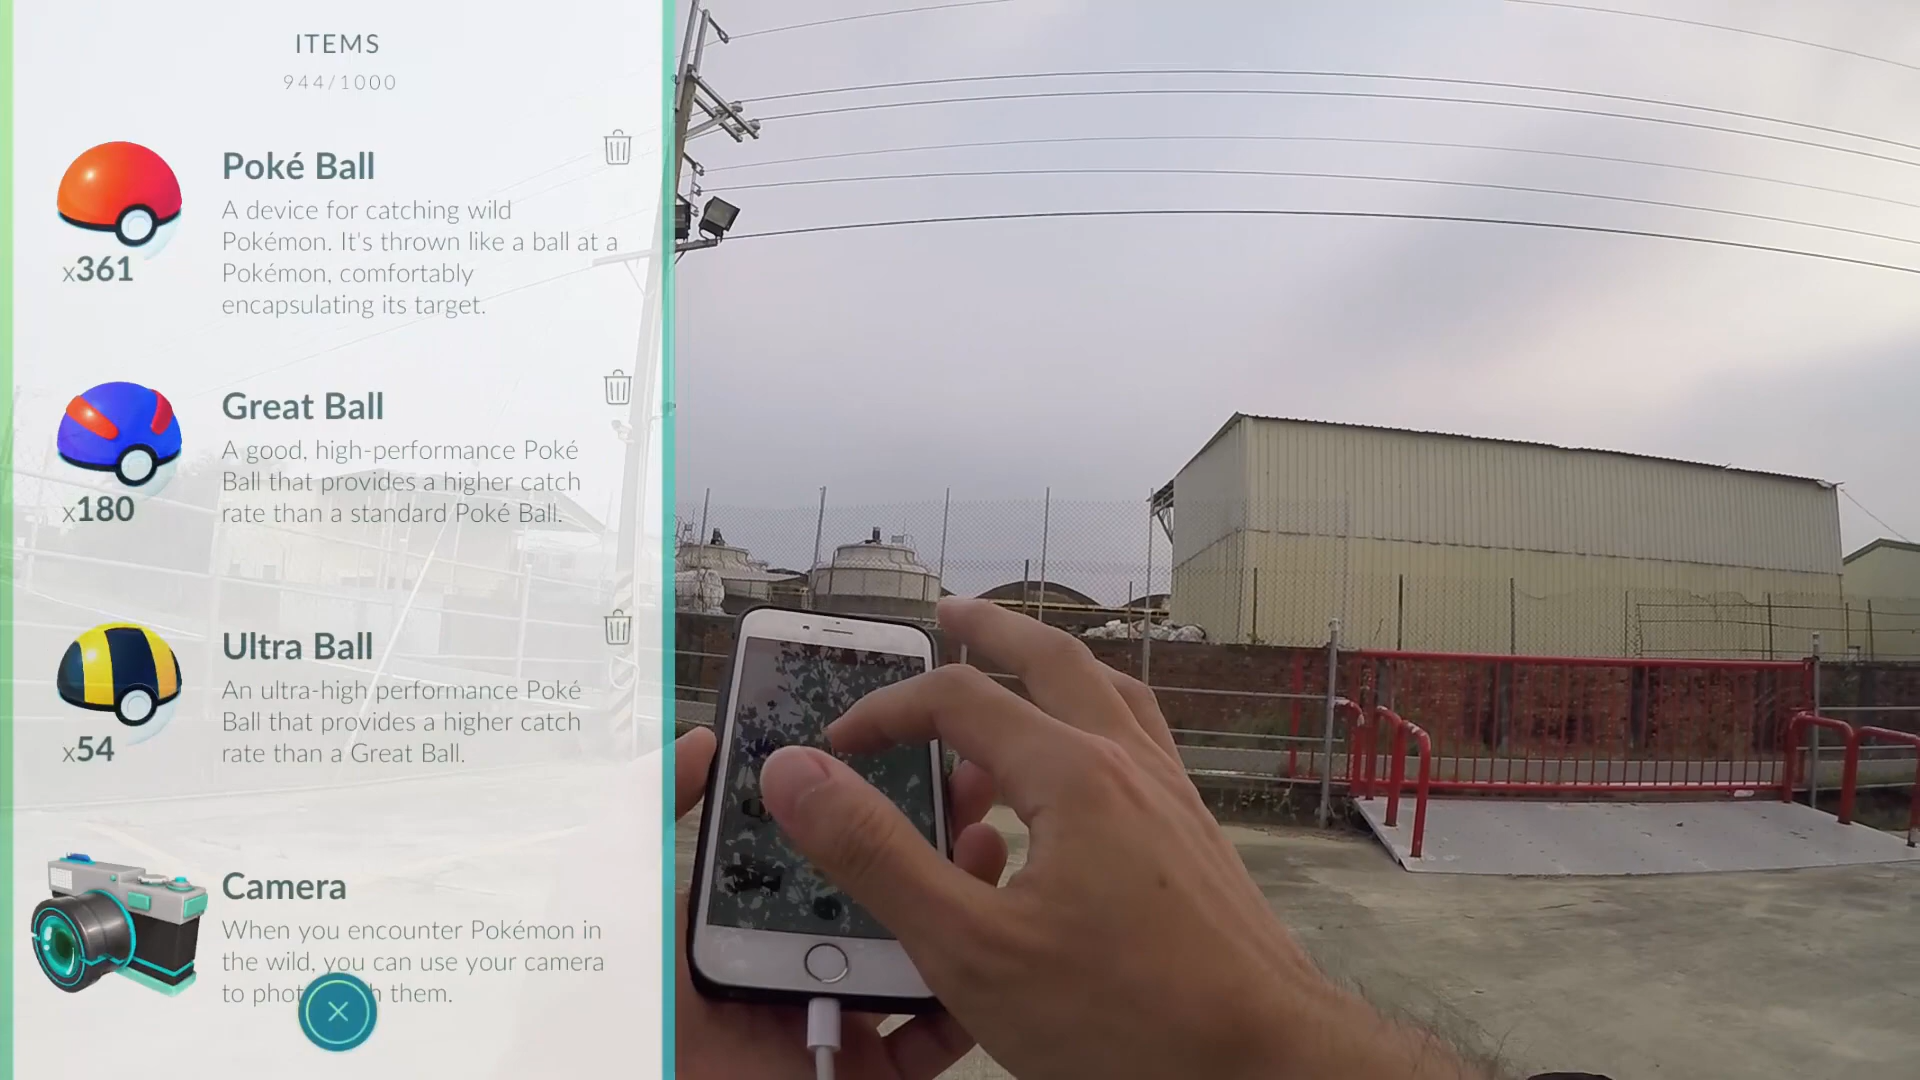 ITEMS
944/1000
Poké Ball
A device for catching wild
Pokémon. It's thrown like a ball at a
Pokémon, comfortably
encapsulating its target.
x361
Great Ball
A good, high-performance Poké
Ball that provides a higher catch
rate than a standard Poké Ball.
x180
Ultra Ball
An ultra-high performance Poké
Ball that provides a higher catch
rate than a Great Ball.
x54
Camera
When you encounter Pokémon in
the wild, you can use your camera
to them.